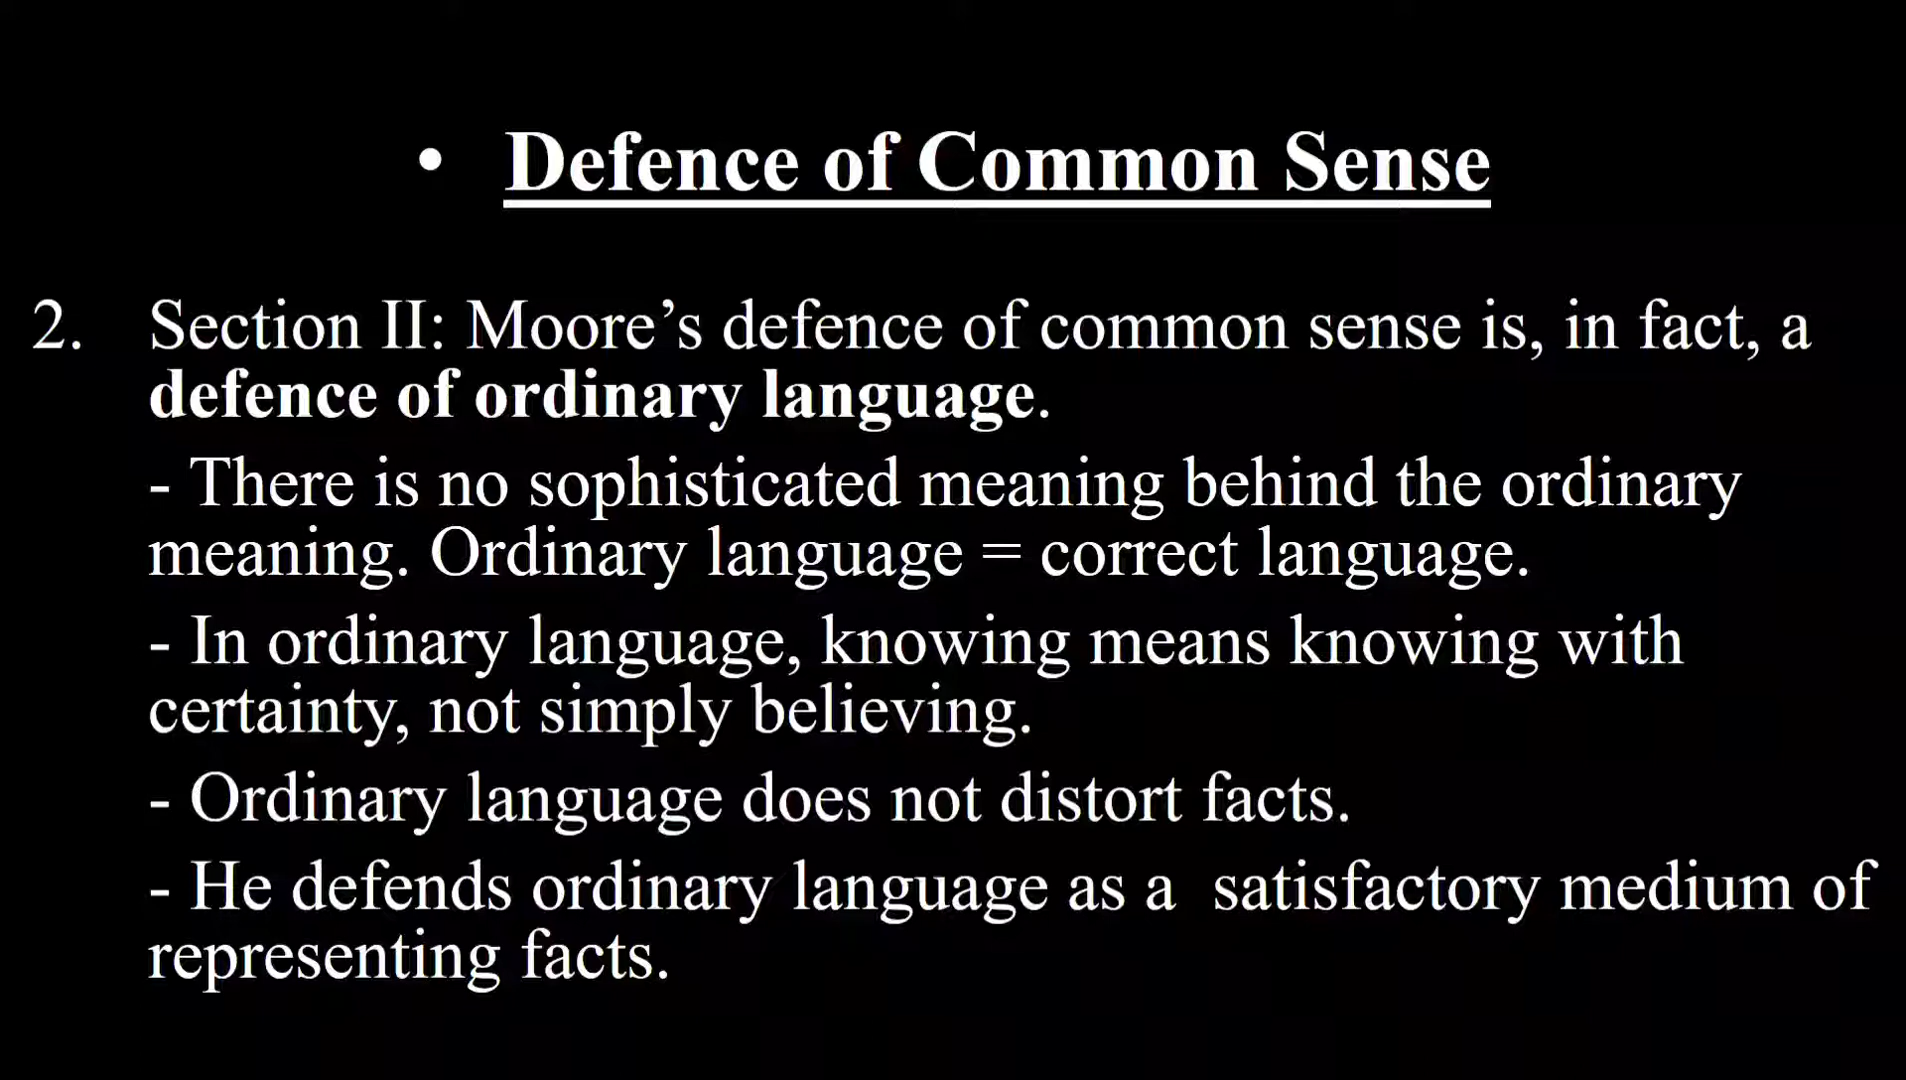 • Defence of Common Sense
2. Section II: Moore’s defence of common sense is, in fact, a
defence of ordinary language.
- There is no sophisticated meaning behind the ordinary
meaning. Ordinary language = correct language.
- In ordinary language, knowing means knowing with
certainty, not simply believing.
- Ordinary language does not distort facts.
- He defends ordinary language as a  satisfactory medium of
representing facts.